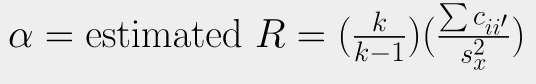 α = estimated R = (k/(k−1))(∑ c_{ii′}/s_x^2)